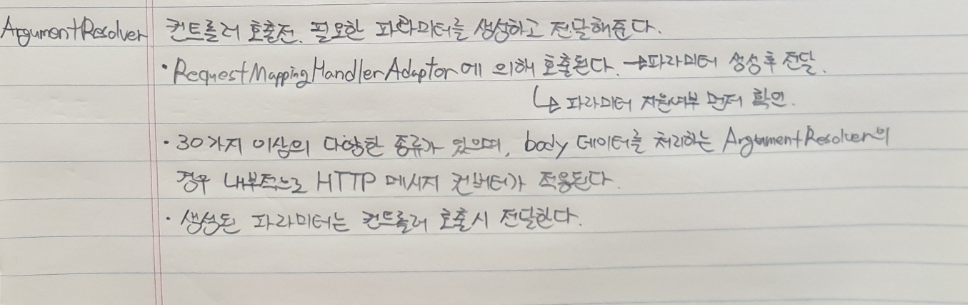 ArgumentResolver 컨트롤러 호출전. 필요한 파라미터를 생성하고 전달해준다.
· RequestMappingHandlerAdaptor에 의해 호출된다. → 파라미터 생성 후 전달.
↳ 파라미터 지원여부 먼저 확인.
· 30가지 이상의 다양한 종류가 있으며, body 데이터를 처리하는 ArgumentResolver의
경우 내부적으로 HTTP 메시지 컨버터가 적용된다.
· 생성된 파라미터는 컨트롤러 호출시 전달한다.